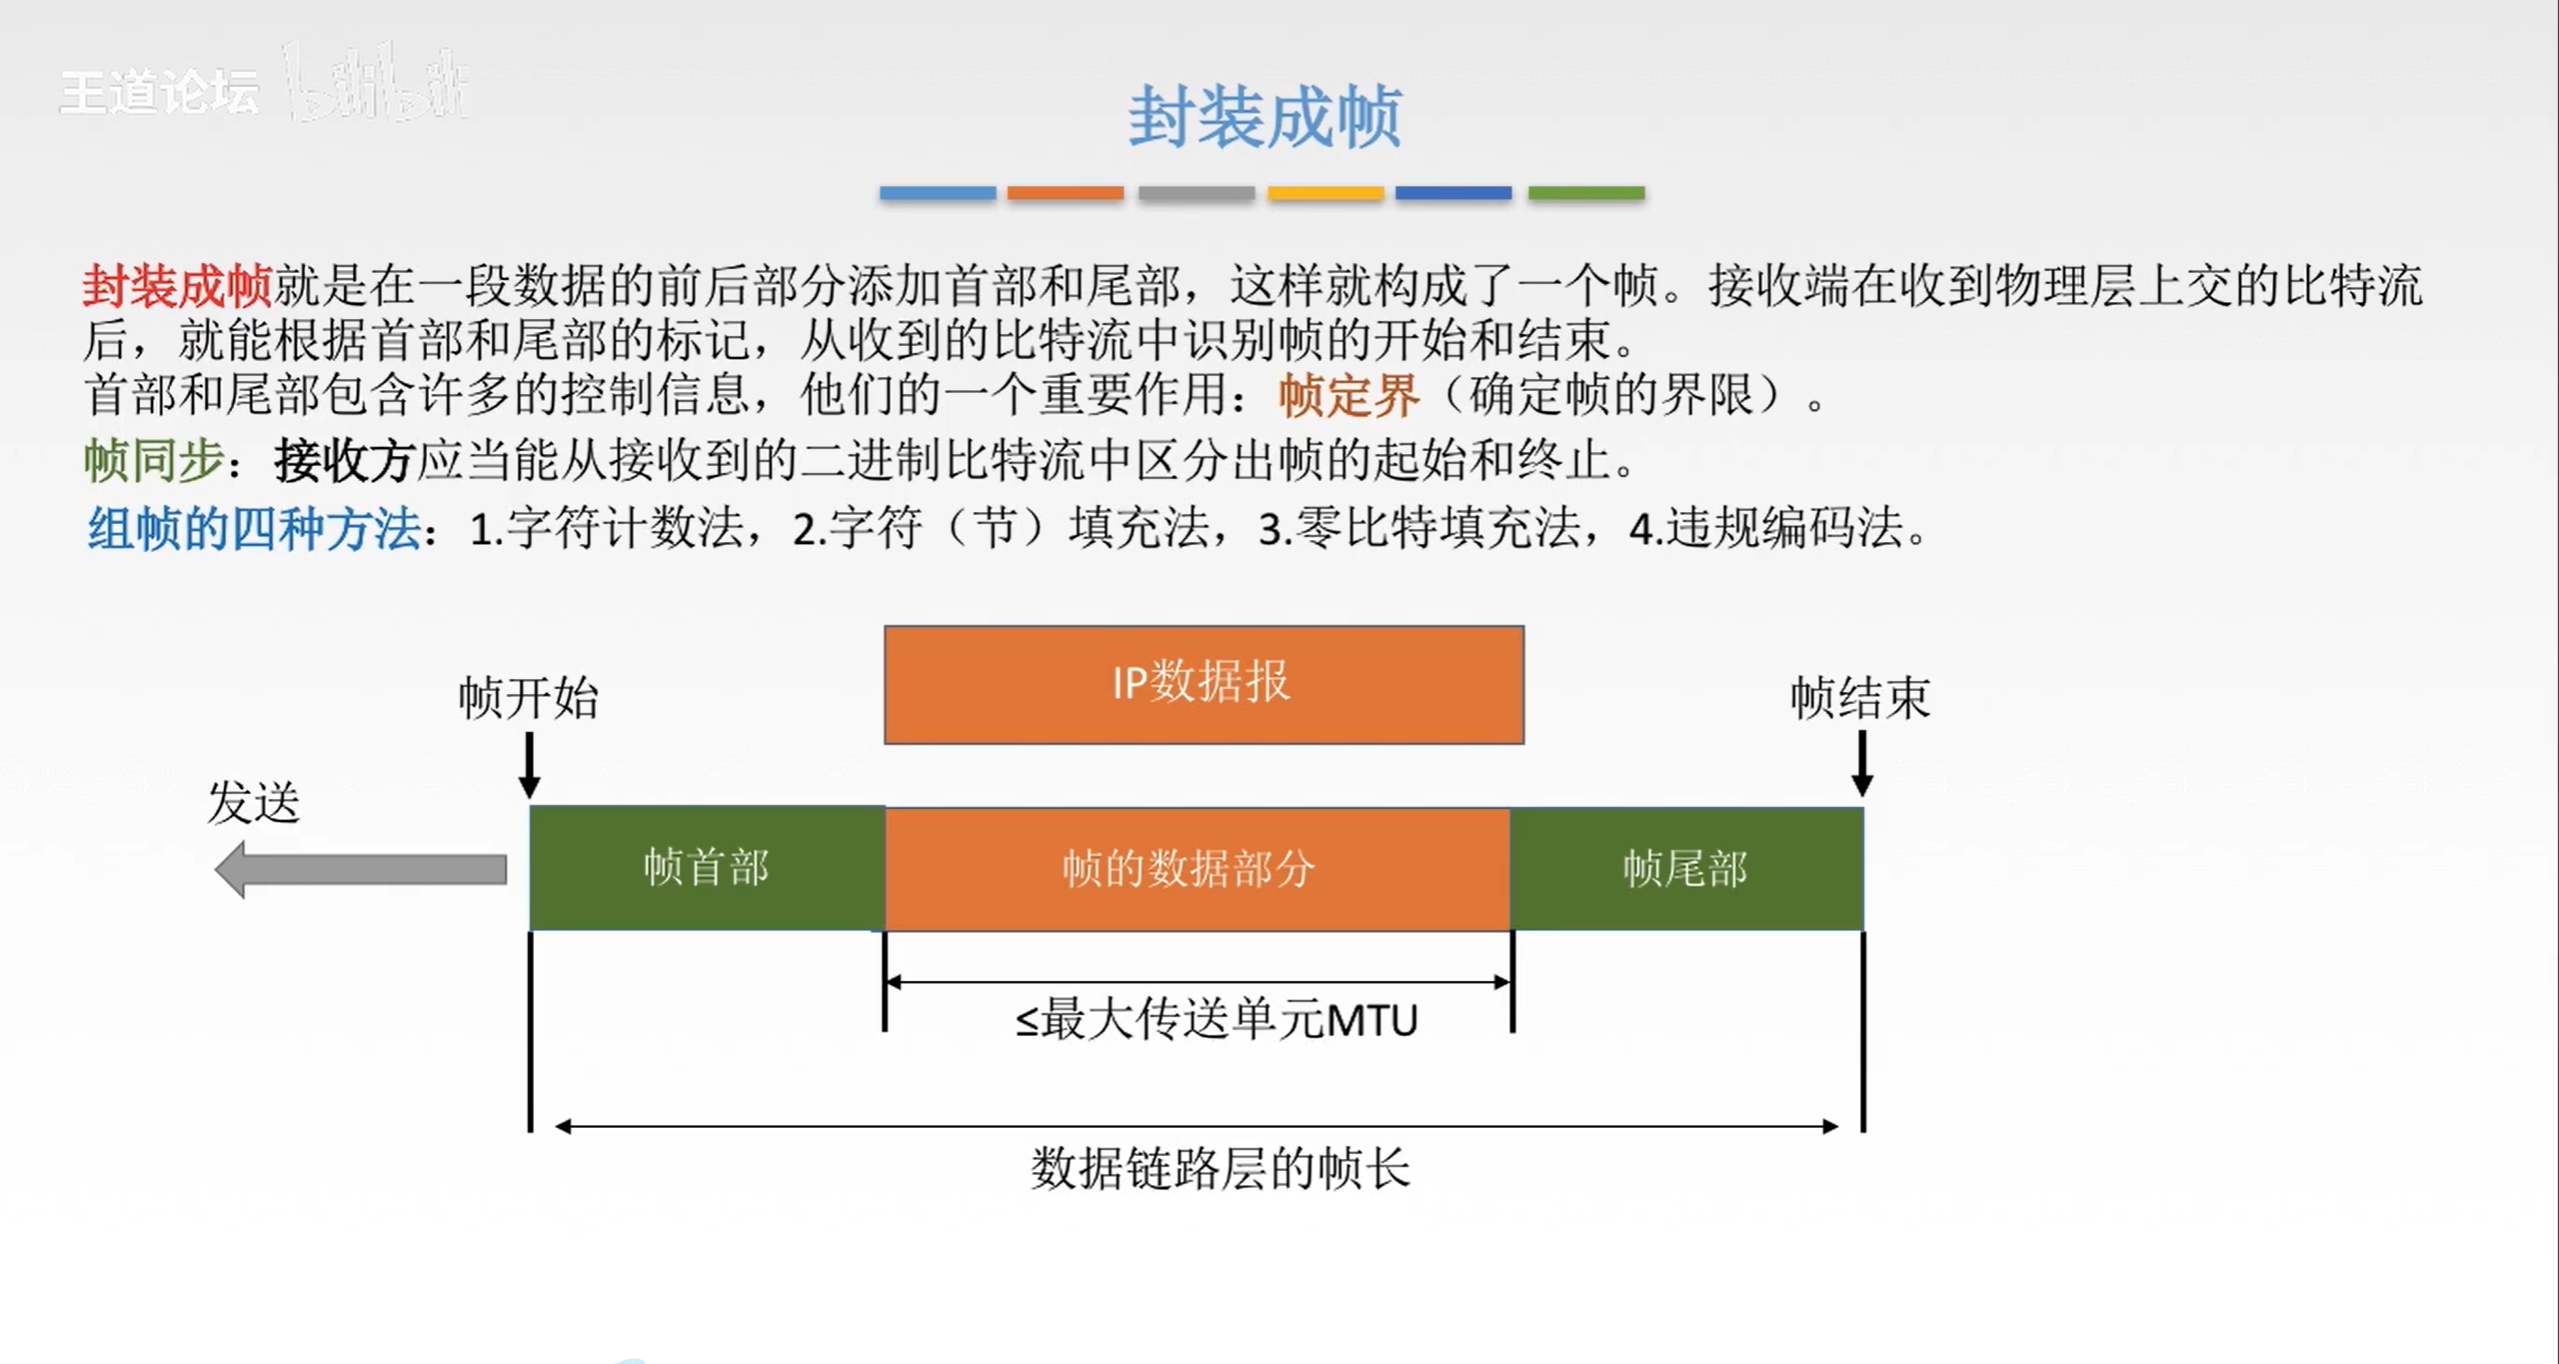 王道论坛 bilibili
封装成帧
封装成帧就是在一段数据的前后部分添加首部和尾部，这样就构成了一个帧。接收端在收到物理层上交的比特流
后，就能根据首部和尾部的标记，从收到的比特流中识别帧的开始和结束。
首部和尾部包含许多的控制信息，他们的一个重要作用：帧定界（确定帧的界限）。
帧同步：接收方应当能从接收到的二进制比特流中区分出帧的起始和终止。
组帧的四种方法：1.字符计数法，2.字符（节）填充法，3.零比特填充法，4.违规编码法。
IP数据报
帧开始
帧结束
发送
帧首部
帧的数据部分
帧尾部
≤最大传送单元MTU
数据链路层的帧长